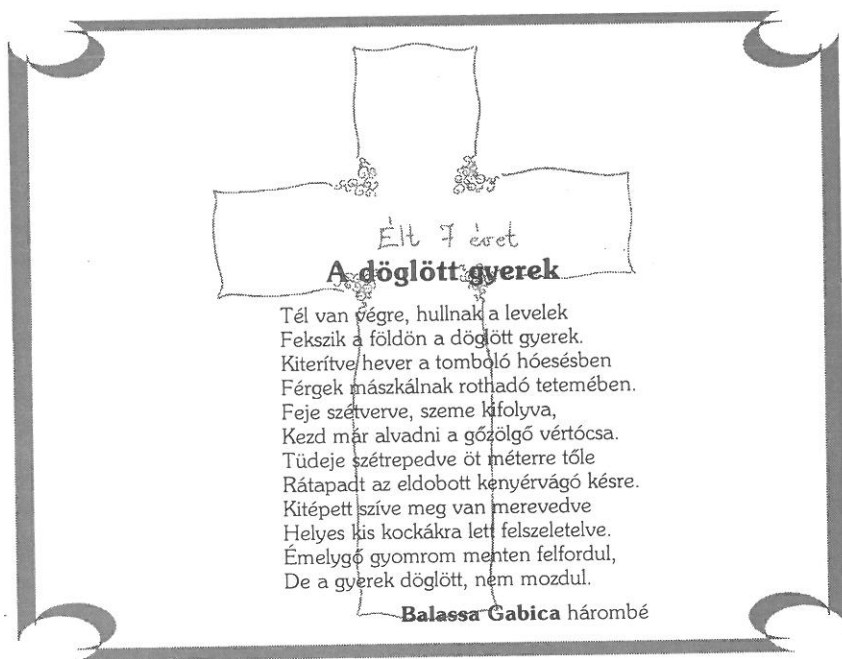 Élt 7 évet
A döglött gyerek
Tél van végre, hullnak a levelek
Fekszik a földön a döglött gyerek.
Kiterítve hever a tomboló hóesésben
Férgek mászkálnak rothadó tetemében.
Feje szétverve, szeme kifolyva,
Kezd már alvadni a gőzölgő vértócsa.
Tüdeje szétrepedve öt méterre tőle
Rátapadt az eldobott kenyérvágó késre.
Kitépett szíve meg van merevedve
Helyes kis kockákra lett felszeletelve.
Émelygő gyomrom menten felfordul,
De a gyerek döglött, nem mozdul.
Balassa Gabica hárombé